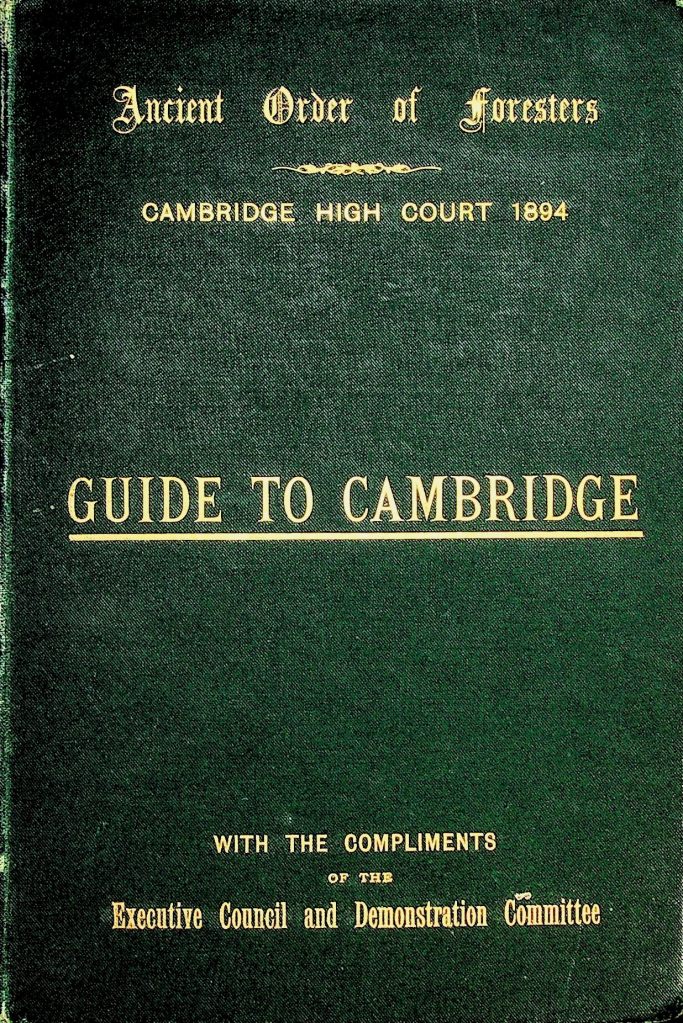 Ancient Order of Foresters
CAMBRIDGE HIGH COURT 1894
GUIDE TO CAMBRIDGE
WITH THE COMPLIMENTS
OF THE
Executive Council and Demonstration Committee